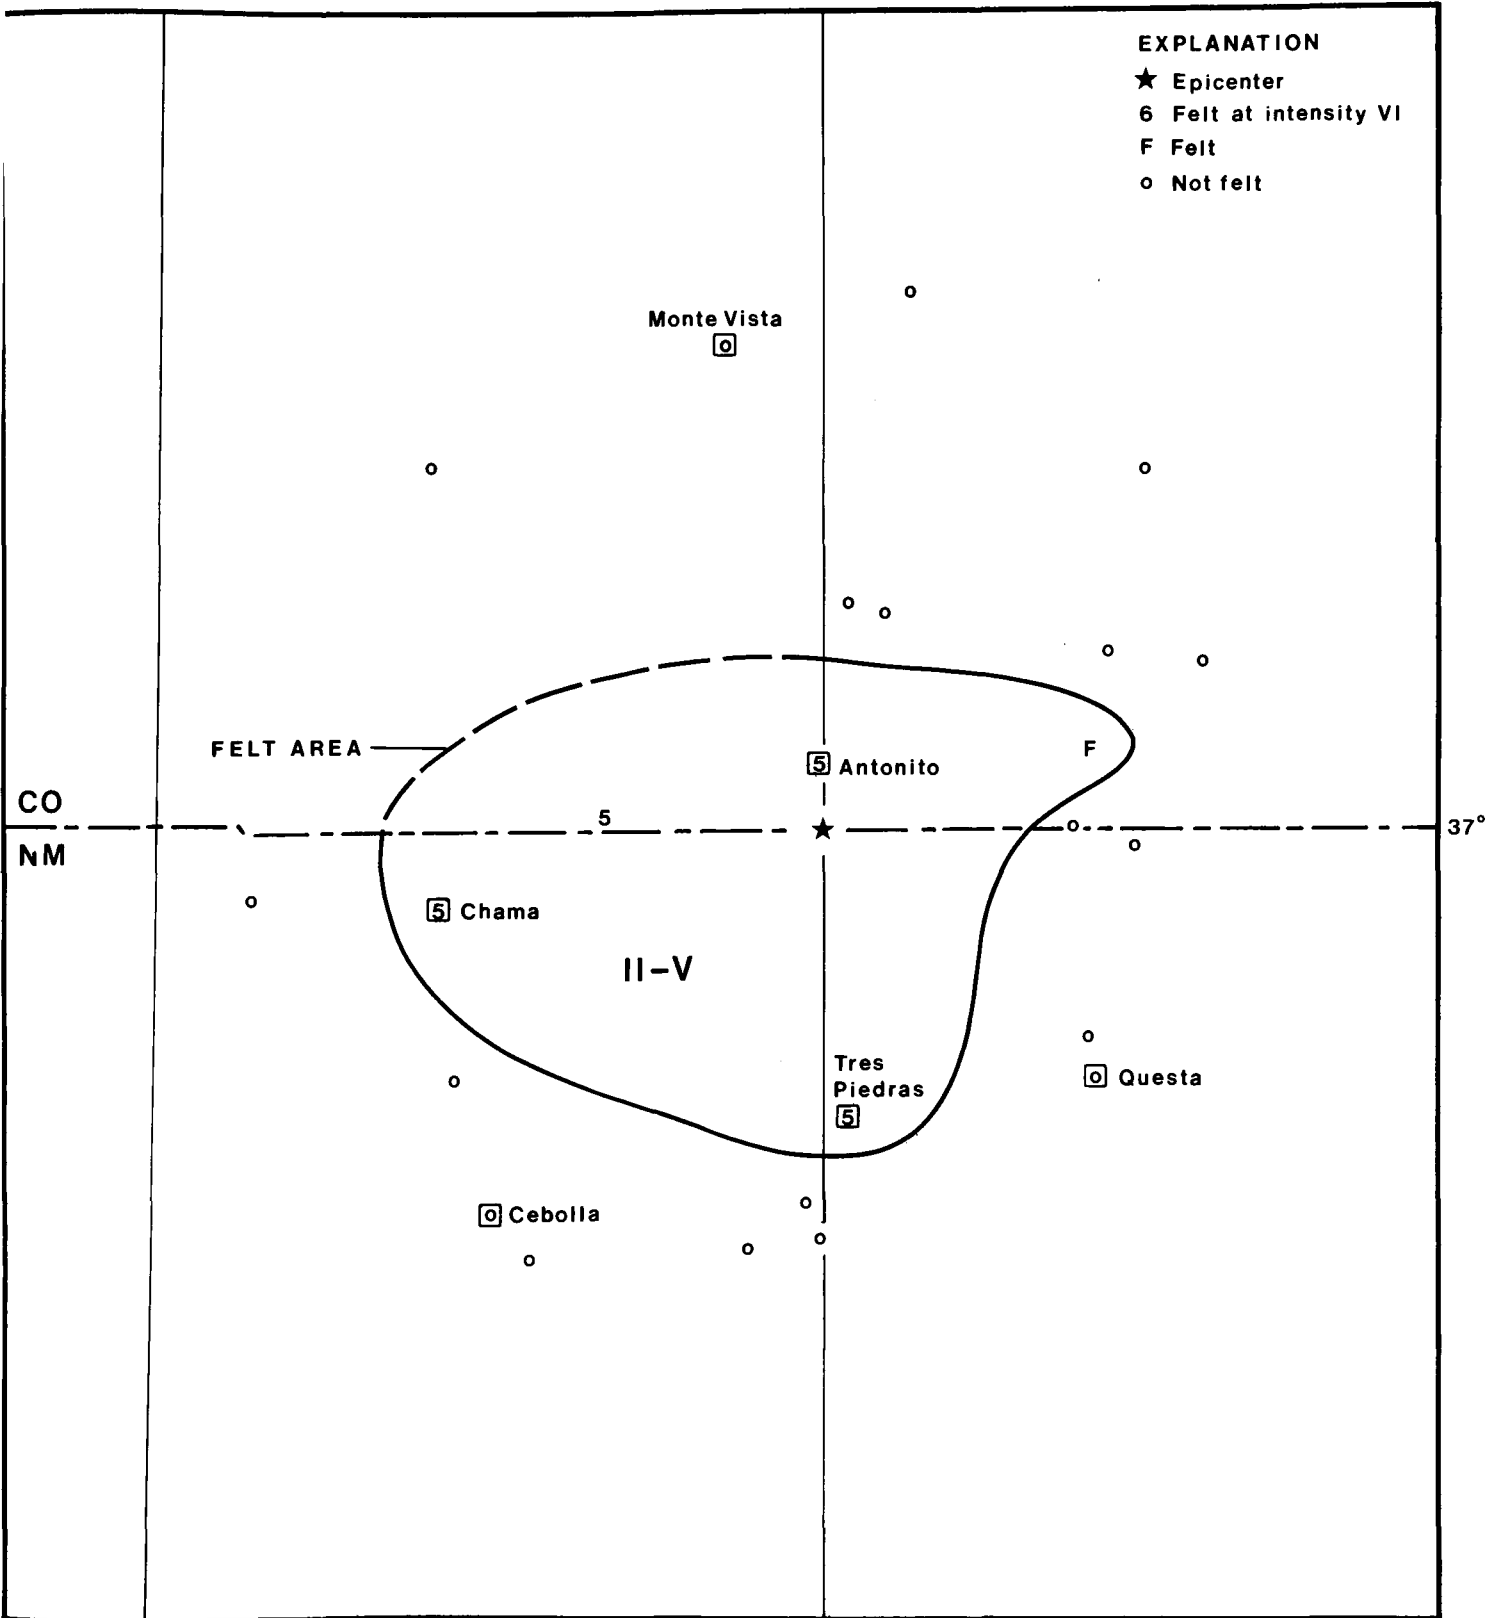 EXPLANATION
★ Epicenter
6 Felt at intensity VI
F Felt
o Not felt
o
Monte Vista
o
o
o
o
o
o
o
FELT AREA
F
5 Antonito
CO
5
★
o
37°
NM
o
o
5 Chama
II-V
o
Tres
Piedras
o Questa
o
5
o
o Cebolla
o
o
o